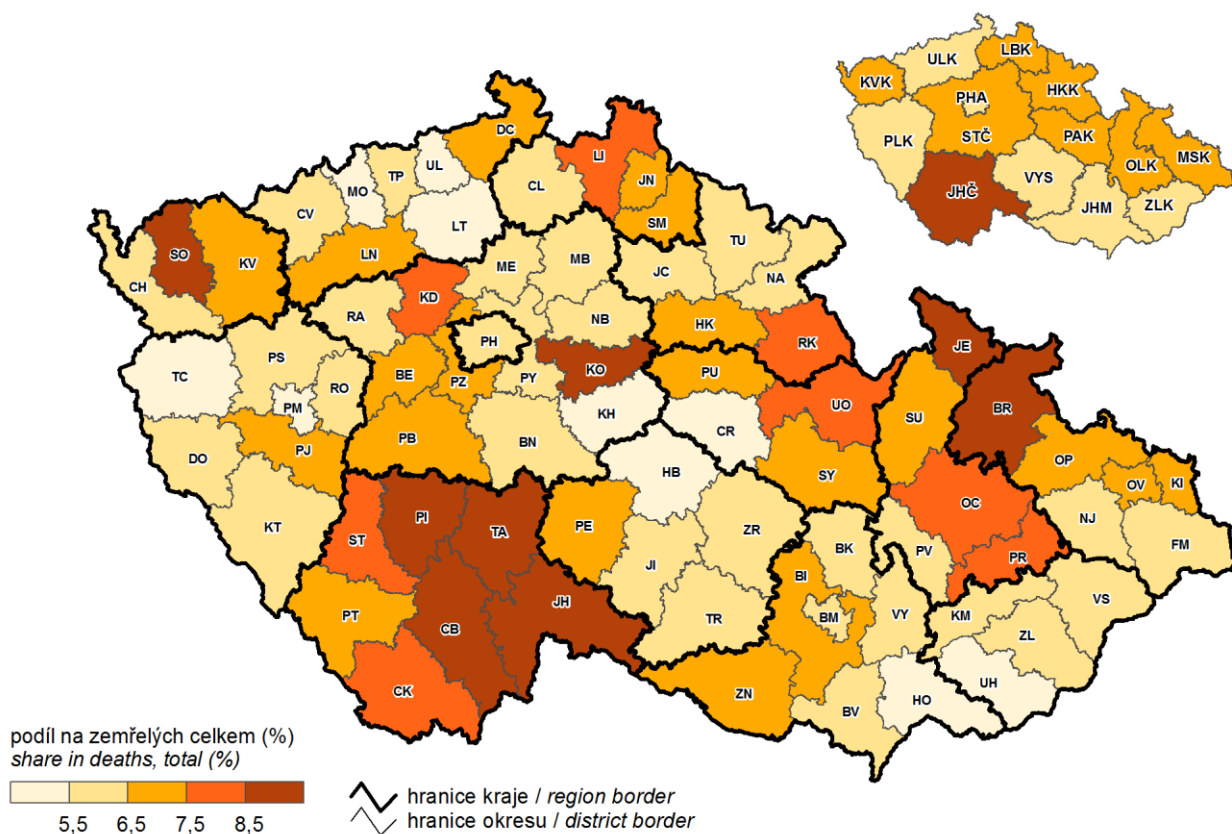 ULK
LBK
KVK
HKK
PHA
STČ
PAK
PLK
OLK
MSK
VYS
JHČ
JHM
ZLK
DC
UL
LI
MO
TP
JN
CL
CV
LT
SM
TU
SO
KV
LN
ME
MB
JC
NA
CH
KD
RA
NB
HK
PH
RK
JE
PS
TC
RO
BE
PZ
PY
KO
PU
UO
BR
PM
KH
CR
SU
PB
BN
PJ
DO
HB
SY
OP
OV
KI
KT
PI
TA
PE
ST
ZR
OC
NJ
BK
PV
PR
FM
JI
BI
JH
PT
CB
TR
BM
VY
KM
VS
ZL
CK
ZN
BV
HO
UH
podíl na zemřelých celkem (%)
share in deaths, total (%)
5,5 6,5 7,5 8,5
hranice kraje / region border
hranice okresu / district border